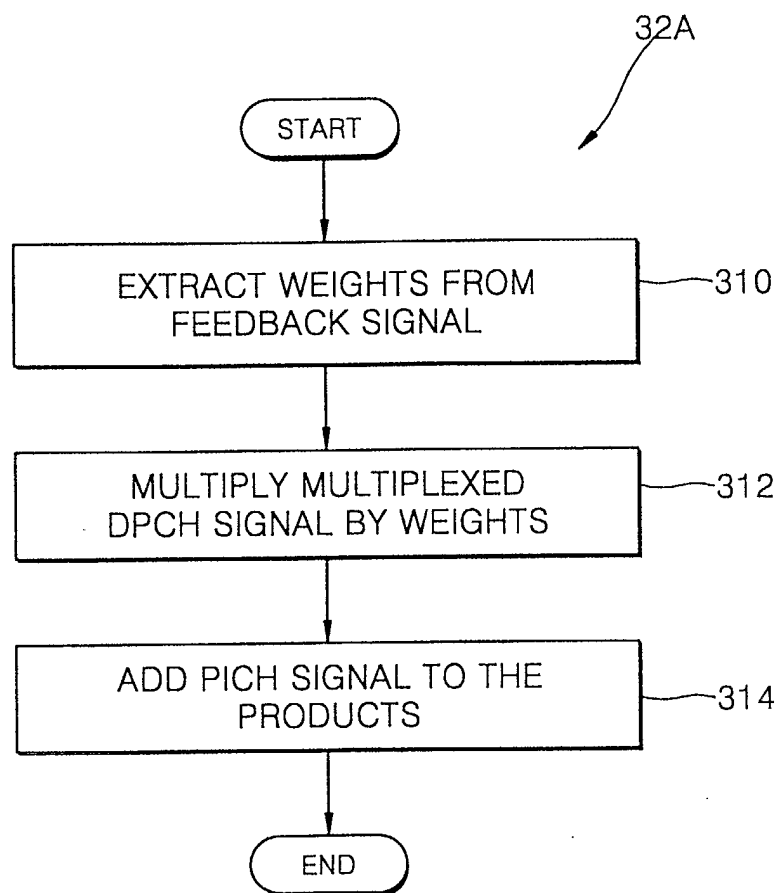 32A
START
EXTRACT WEIGHTS FROM
FEEDBACK SIGNAL
310
MULTIPLY MULTIPLEXED
DPCH SIGNAL BY WEIGHTS
312
ADD PICH SIGNAL TO THE
PRODUCTS
314
END